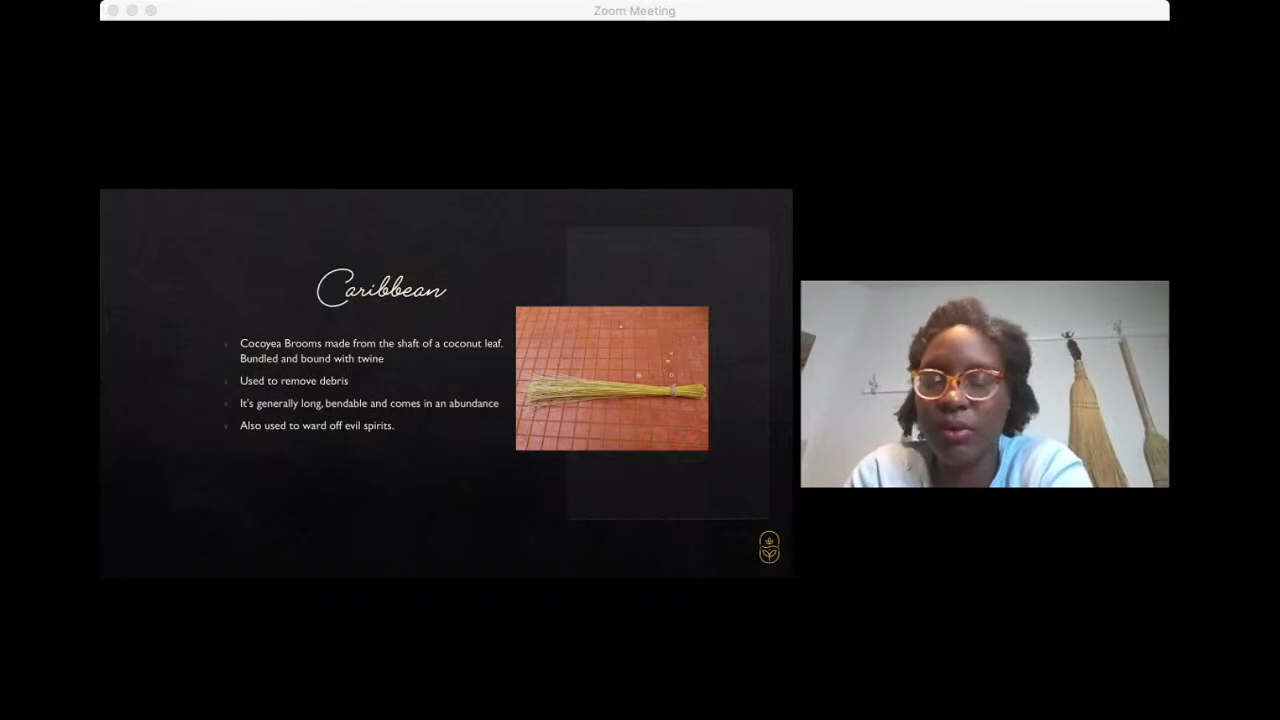 Zoom Meeting
Caribbean
Cocoyea Brooms made from the shaft of a coconut leaf.
Bundled and bound with twine
Used to remove debris
It's generally long, bendable and comes in an abundance
Also used to ward off evil spirits.